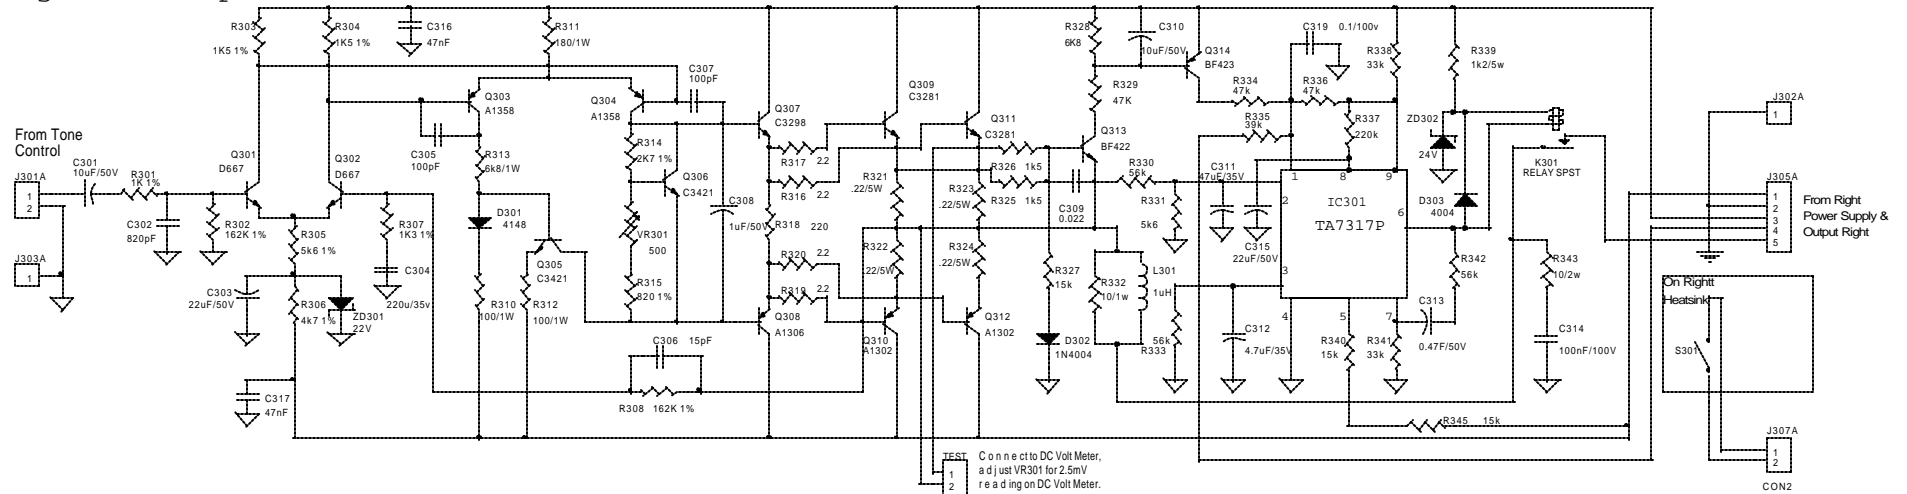 R303
1K5 1%
R304
1K5 1%
C316
47nF
R311
180/1W
C307
100pF
Q303
A1358
Q304
A1358
C305
100pF
R313
6k8/1W
R314
2K7 1%
Q306
C3421
From Tone
Control
C301
10uF/50V
J301A
1
2
R301
1K 1%
Q301
D667
Q302
D667
C302
820pF
R302
162K 1%
R305
5k6 1%
R307
1K3 1%
C304
220u/35v
D301
4148
Q305
C3421
VR301
500
R315
820 1%
C308
1uF/50V
J303A
1
C303
22uF/50V
R306
4k7 1%
ZD301
22V
R310
100/1W
R312
100/1W
C317
47nF
C306
15pF
R308
162K 1%
Q307
C3298
Q309
C3281
Q311
C3281
R317
2.2
R316
2.2
R318
220
R320
2.2
R319
2.2
Q308
A1306
Q310
A1302
Q312
A1302
R321
.22/5W
R323
.22/5W
R322
.22/5W
R324
.22/5W
R326
1k5
R325
1k5
C309
0.022
R327
15k
D302
1N4004
R328
6K8
C310
10uF/50V
R329
47K
Q313
BF422
Q314
BF423
R330
56k
R331
5k6
R332
10/1w
L301
1uH
R333
56k
C311
47uF/35V
C315
22uF/50V
C312
4.7uF/35V
R334
47k
R335
39k
R336
47k
C319
0.1/100v
R337
220k
R338
33k
R339
1k2/5w
ZD302
24V
D303
4004
K301
RELAY SPST
1
8
9
2
IC301
TA7317P
6
3
4
5
7
R340
15k
R341
33k
R342
56k
C313
0.47F/50V
R343
10/2w
C314
100nF/100V
R345
15k
J302A
1
J305A
1
2
3
4
5
From Right
Power Supply &
Output Right
On Rightt
Heatsink
S301
J307A
1
2
CON2
TEST
1
2
Connect to DC Volt Meter,
adjust VR301 for 2.5mV
reading on DC Volt Meter.